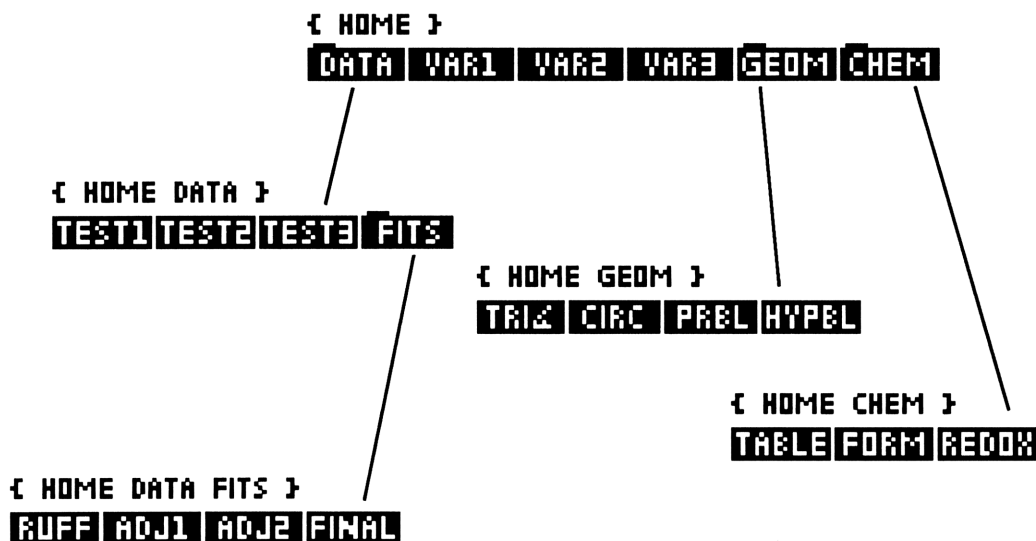 { HOME }
DATA VAR1 VAR2 VAR3 GEOM CHEM
{ HOME DATA }
TEST1 TEST2 TEST3 FITS
{ HOME GEOM }
TRI∡ CIRC PRBL HYPBL
{ HOME CHEM }
TABLE FORM REDOX
{ HOME DATA FITS }
RUFF ADJ1 ADJ2 FINAL